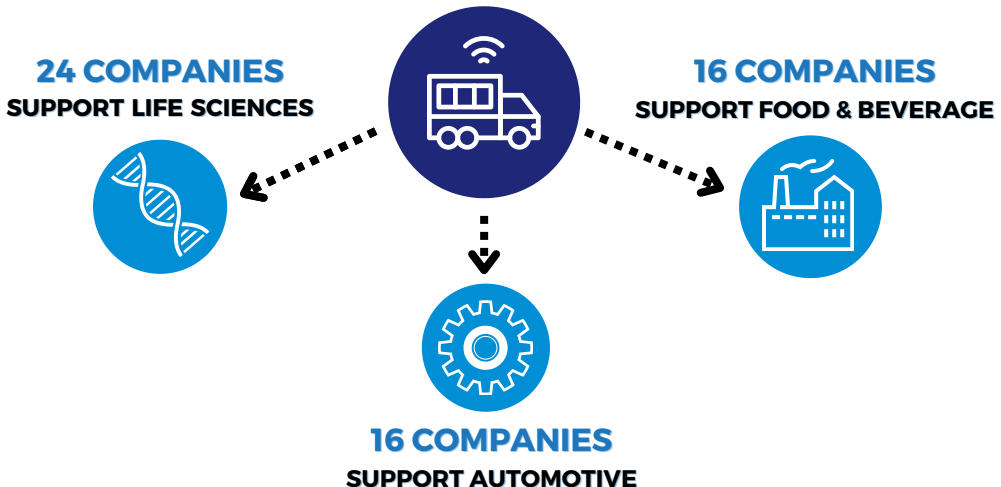 24 COMPANIES
SUPPORT LIFE SCIENCES
16 COMPANIES
SUPPORT FOOD & BEVERAGE
16 COMPANIES
SUPPORT AUTOMOTIVE